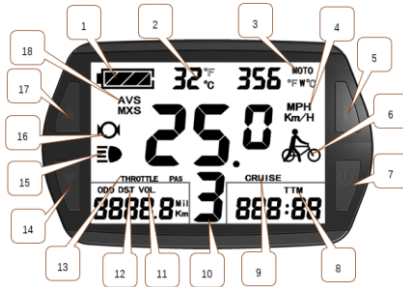 1 2 3 4
18 5
32 °F °C 356 MOTO °F W °C
17 AVS MXS 25.0 MPH Km/H 6
16
15 7
THROTTLE PAS 3 CRUISE
14 ODO DST VOL TTM
8888.8 Mil Km 888:88
13 12 11 10 9 8